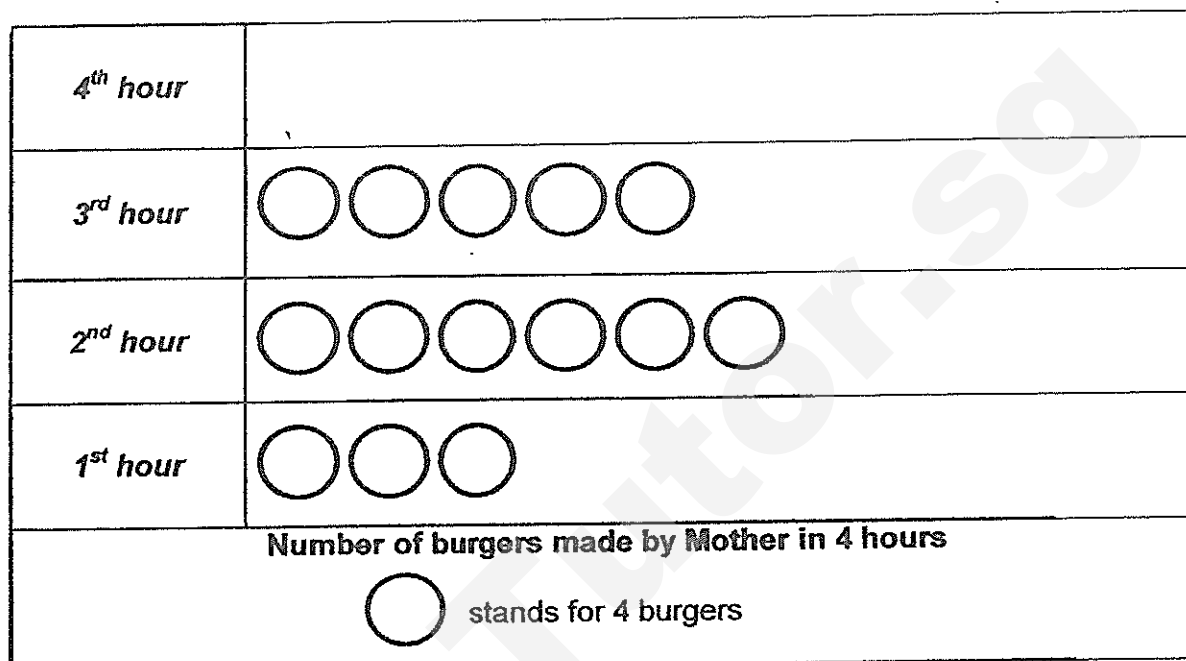 4th hour
3rd hour
2nd hour
1st hour
Number of burgers made by Mother in 4 hours
stands for 4 burgers
Tutor.sg